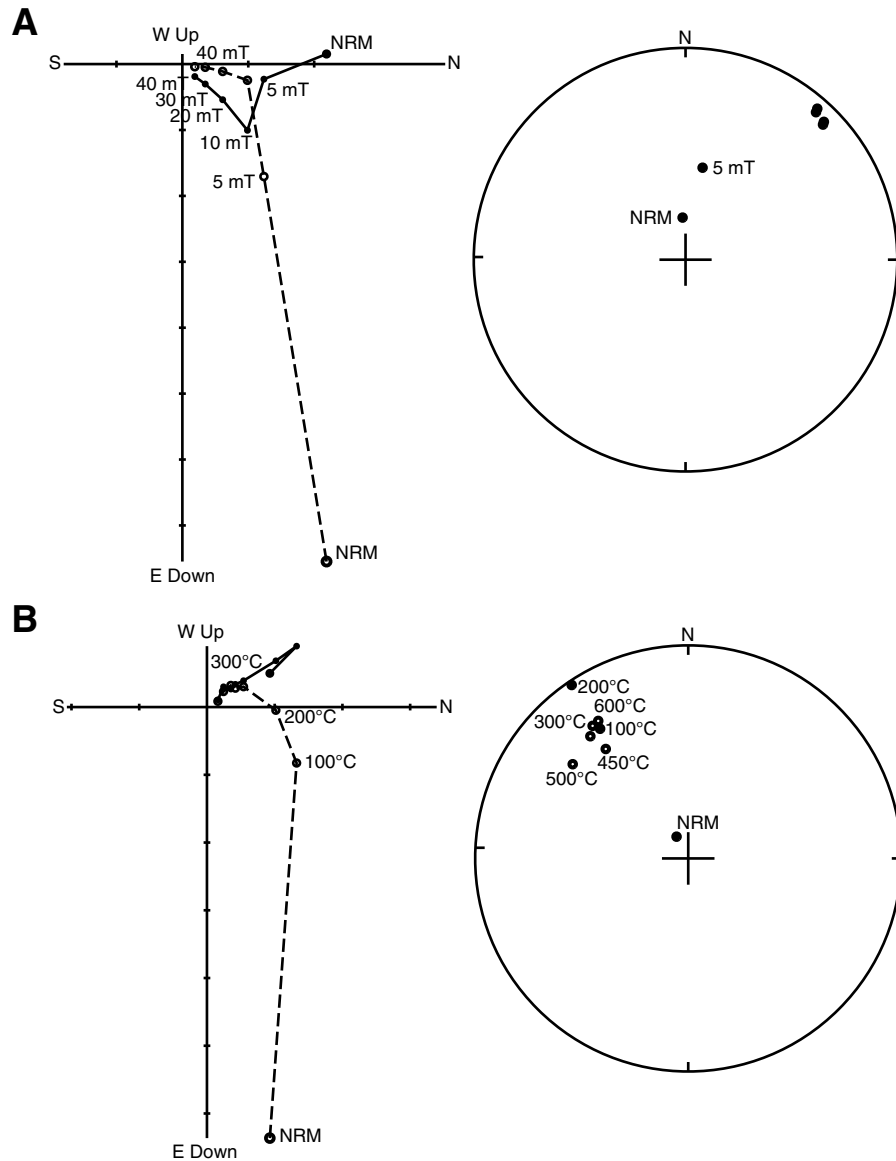 A
W Up
40 mT
NRM
S
N
40 mT
30 mT
20 mT
5 mT
10 mT
5 mT
NRM
E Down
N
5 mT
NRM
B
W Up
300°C
S
N
200°C
100°C
NRM
E Down
N
200°C
600°C
300°C
100°C
450°C
500°C
NRM